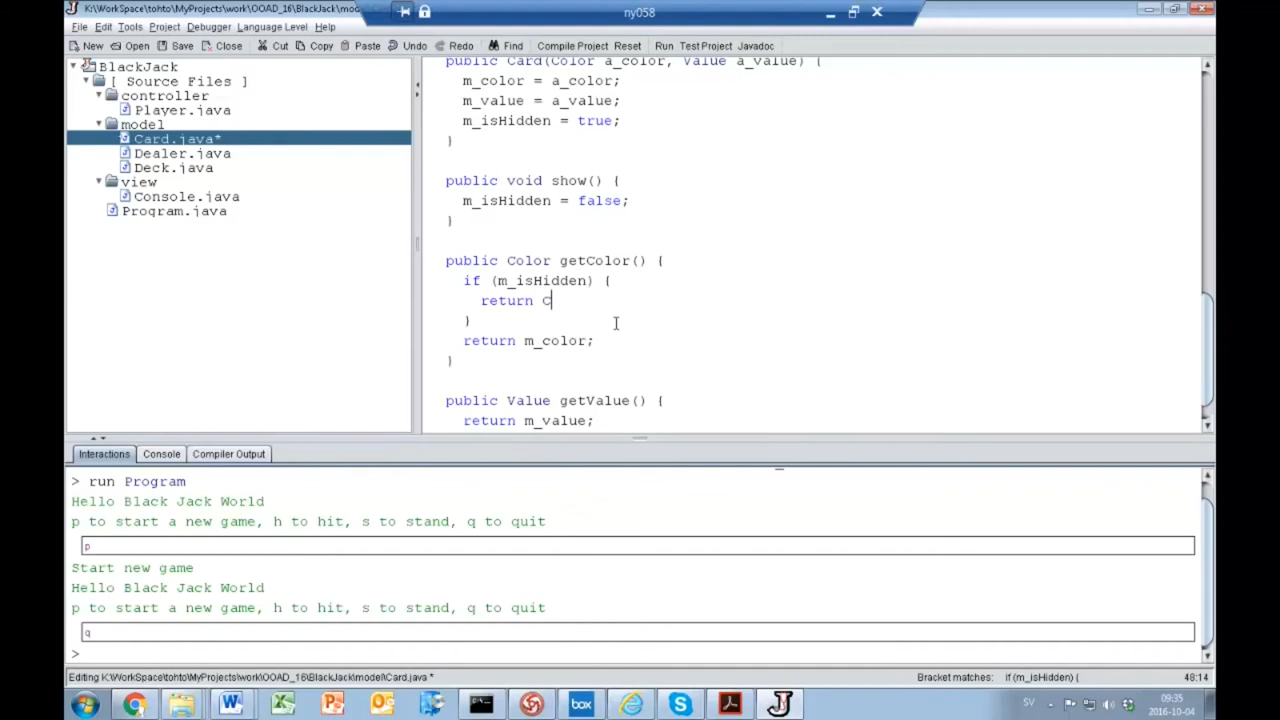 K:\WorkSpace\tohto\MyProjects\work\OOAD_16\BlackJack\mod
ny058
File Edit Tools Project Debugger Language Level Help
New Open Save Close Cut Copy Paste Undo Redo Find Compile Project Reset Run Test Project Javadoc
BlackJack
[ Source Files ]
controller
Player.java
model
Card.java*
Dealer.java
Deck.java
view
Console.java
Program.java
public Card(Color a_color, Value a_value) {
m_color = a_color;
m_value = a_value;
m_isHidden = true;
}
public void show() {
m_isHidden = false;
}
public Color getColor() {
if (m_isHidden) {
return C
}
return m_color;
}
public Value getValue() {
return m_value;
Interactions Console Compiler Output
> run Program
Hello Black Jack World
p to start a new game, h to hit, s to stand, q to quit
p
Start new game
Hello Black Jack World
p to start a new game, h to hit, s to stand, q to quit
q
>
Editing K:\WorkSpace\tohto\MyProjects\work\OOAD_16\BlackJack\model\Card.java * Bracket matches: if (m_isHidden) { 48:14
box
SV
09:35
2016-10-04